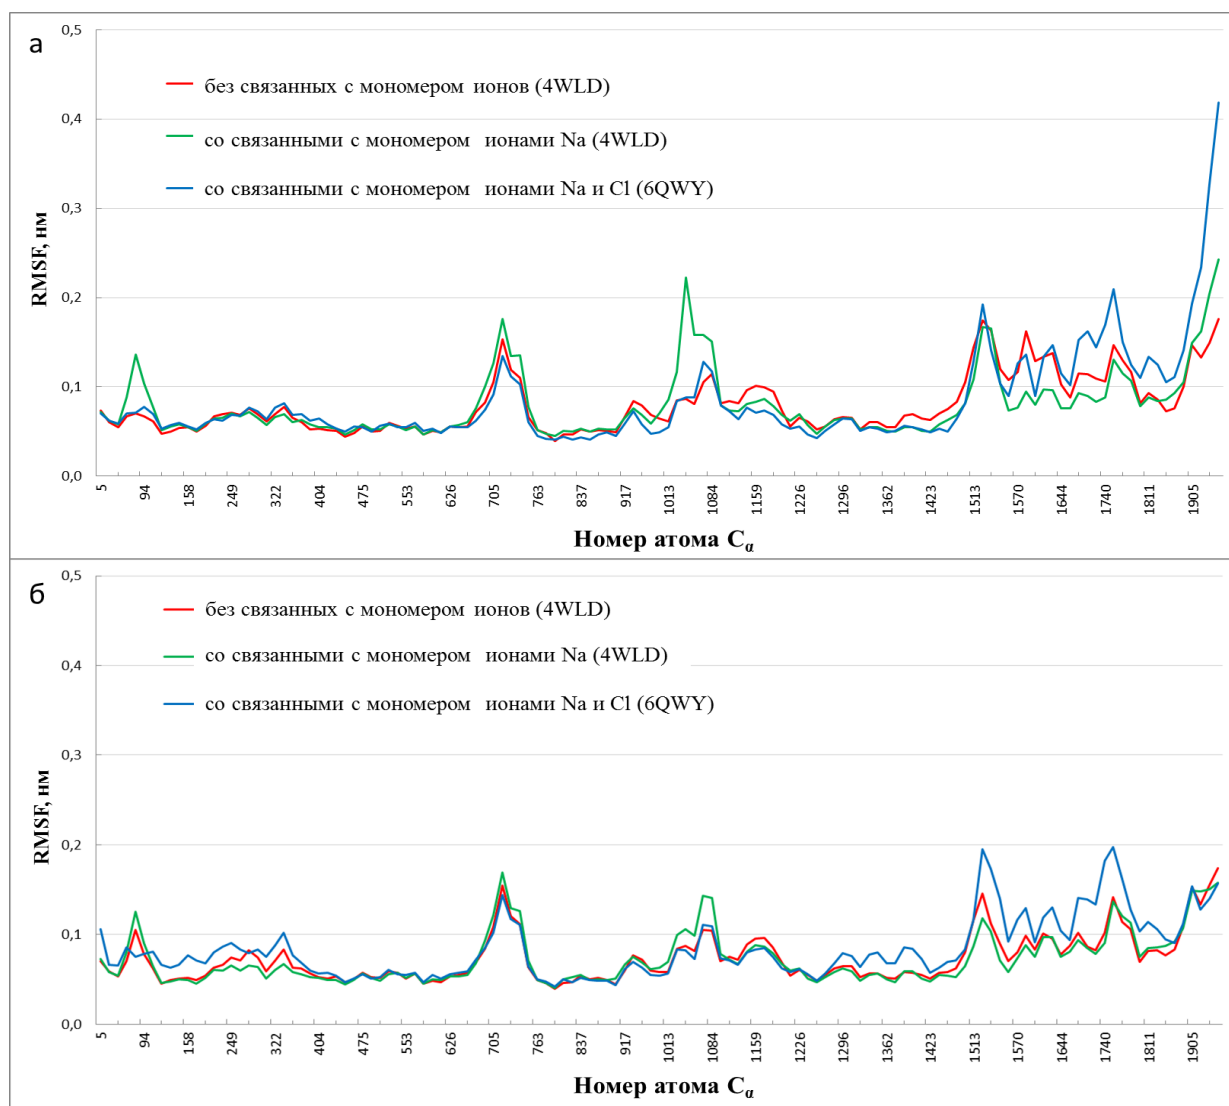 а
0,5
0,4
0,3
0,2
0,1
0,0
RMSF, нм
без связанных с мономером ионов (4WLD)
со связанными с мономером ионами Na (4WLD)
со связанными с мономером ионами Na и Cl (6QWY)
5 94 158 249 322 404 475 553 626 705 763 837 917 1013 1084 1159 1226 1296 1362 1423 1513 1570 1644 1740 1811 1905
Номер атома Cα
б
0,5
0,4
0,3
0,2
0,1
0,0
RMSF, нм
без связанных с мономером ионов (4WLD)
со связанными с мономером ионами Na (4WLD)
со связанными с мономером ионами Na и Cl (6QWY)
5 94 158 249 322 404 475 553 626 705 763 837 917 1013 1084 1159 1226 1296 1362 1423 1513 1570 1644 1740 1811 1905
Номер атома Cα